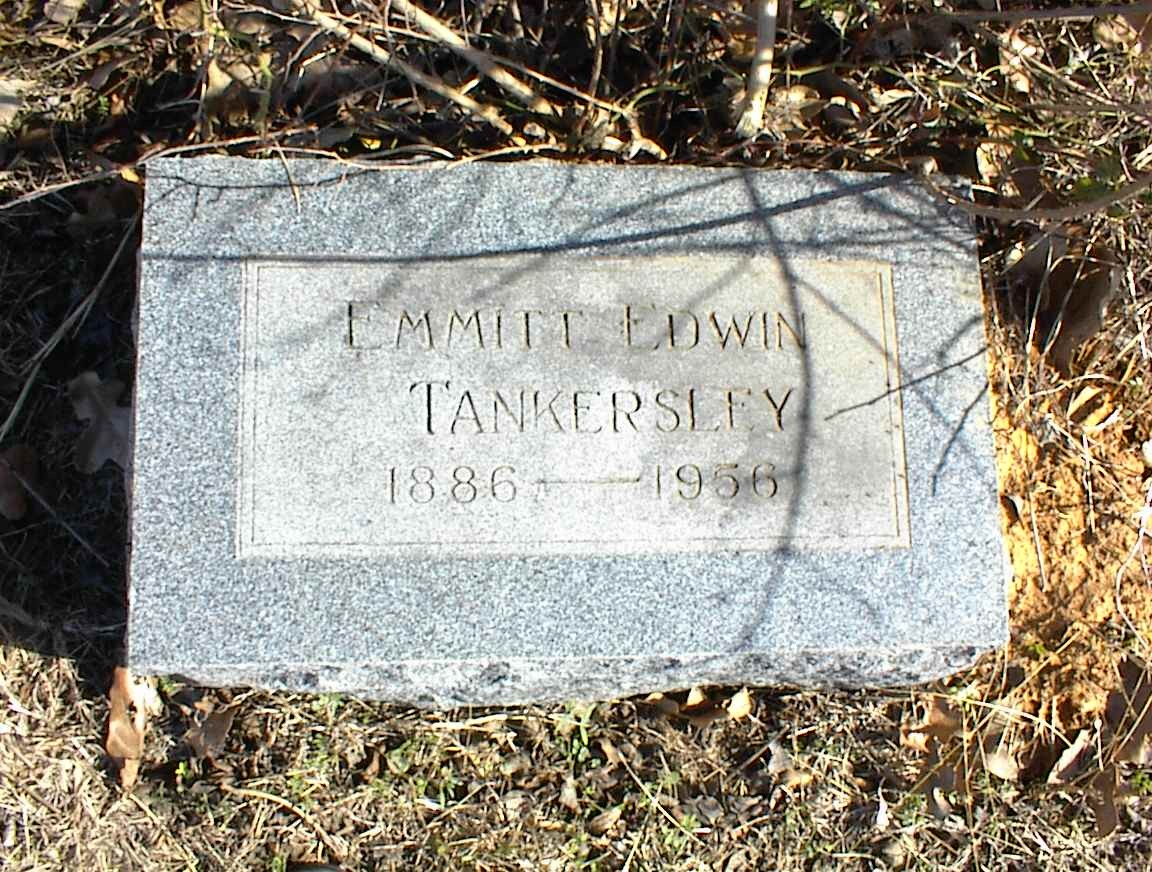 EMMITT EDWIN
TANKERSLEY
1886 — 1956